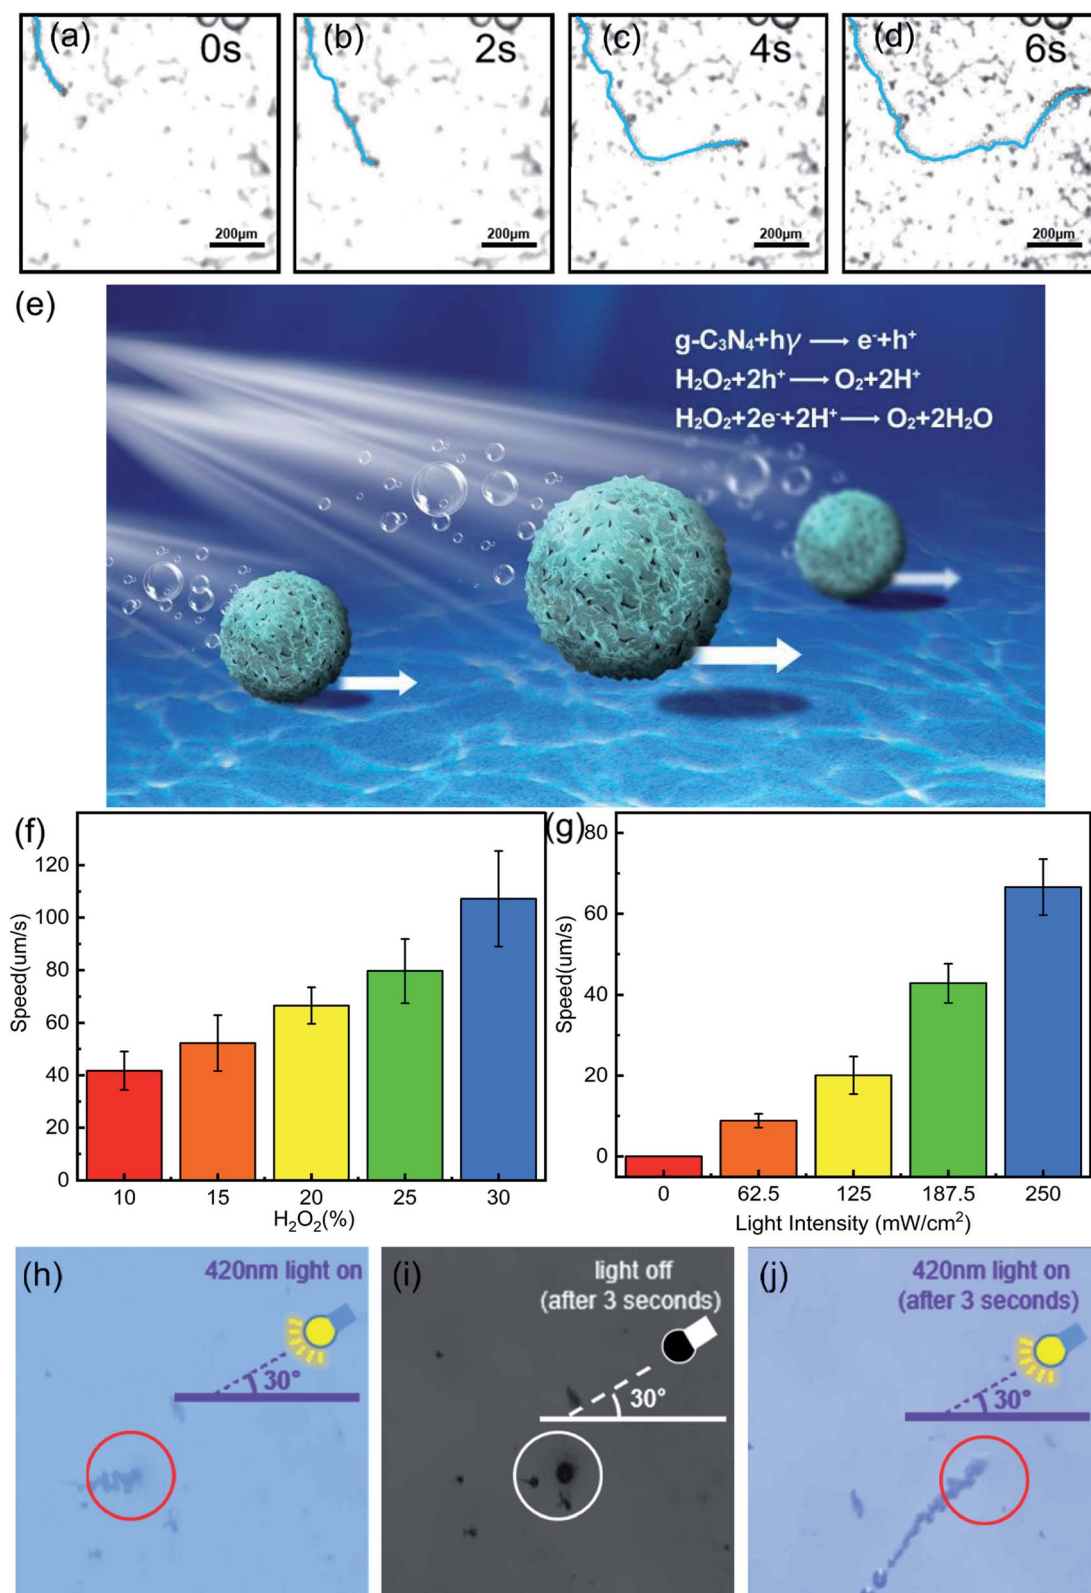 (a)
0s
200μm
(b)
2s
200μm
(c)
4s
200μm
(d)
6s
200μm
(e)
g-C₃N₄+hγ ⟶ e⁻+h⁺
H₂O₂+2h⁺⟶O₂+2H⁺
H₂O₂+2e⁻+2H⁺⟶O₂+2H₂O
(f)
Speed(um/s)
120
100
80
60
40
20
0
10 15 20 25 30
H₂O₂(%)
(g)
Speed(um/s)
80
60
40
20
0
0 62.5 125 187.5 250
Light Intensity (mW/cm²)
(h)
420nm light on
30°
(i)
light off
(after 3 seconds)
30°
(j)
420nm light on
(after 3 seconds)
30°